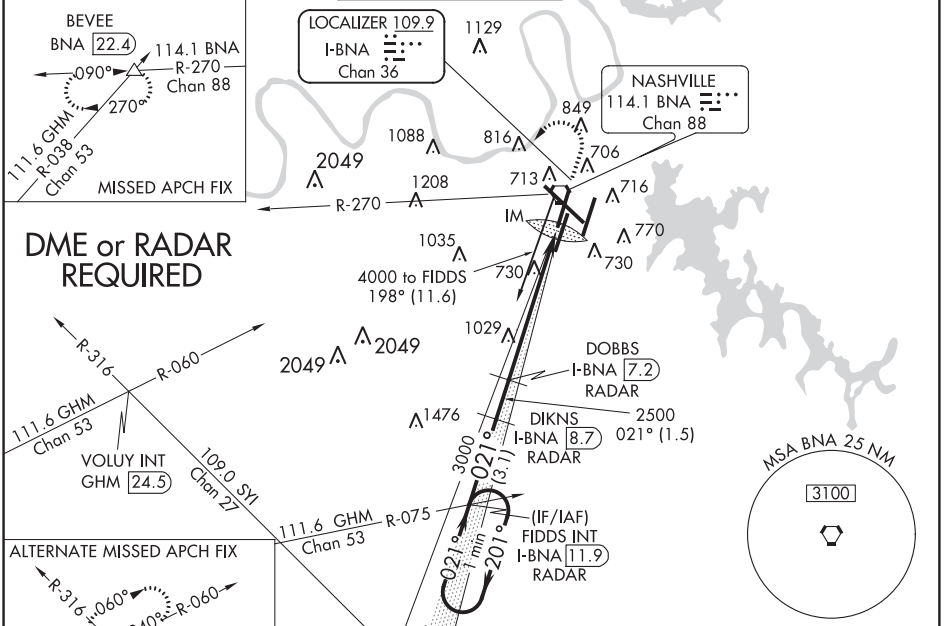 BEVEE
BNA 22.4
114.1 BNA
090°
R-270
Chan 88
270°
111.6 GHM
R-038
Chan 53
MISSED APCH FIX
LOCALIZER 109.9
I-BNA
Chan 36
1129
NASHVILLE
114.1 BNA
Chan 88
849
1088
816
706
2049
713
1208
716
R-270
IM
770
1035
730
730
DME or RADAR
REQUIRED
4000 to FIDDS
198° (11.6)
1029
R-316
R-060
2049
2049
DOBBS
I-BNA 7.2
RADAR
1476
DIKNS
I-BNA 8.7
RADAR
2500
021° (1.5)
111.6 GHM
Chan 53
VOLUY INT
GHM 24.5
109.0 SYI
Chan 27
3000
021°
(3.1)
MSA BNA 25 NM
3100
111.6 GHM
R-075
Chan 53
(IF/IAF)
FIDDS INT
I-BNA 11.9
RADAR
021°
1 min
201°
ALTERNATE MISSED APCH FIX
R-316
060°
R-060